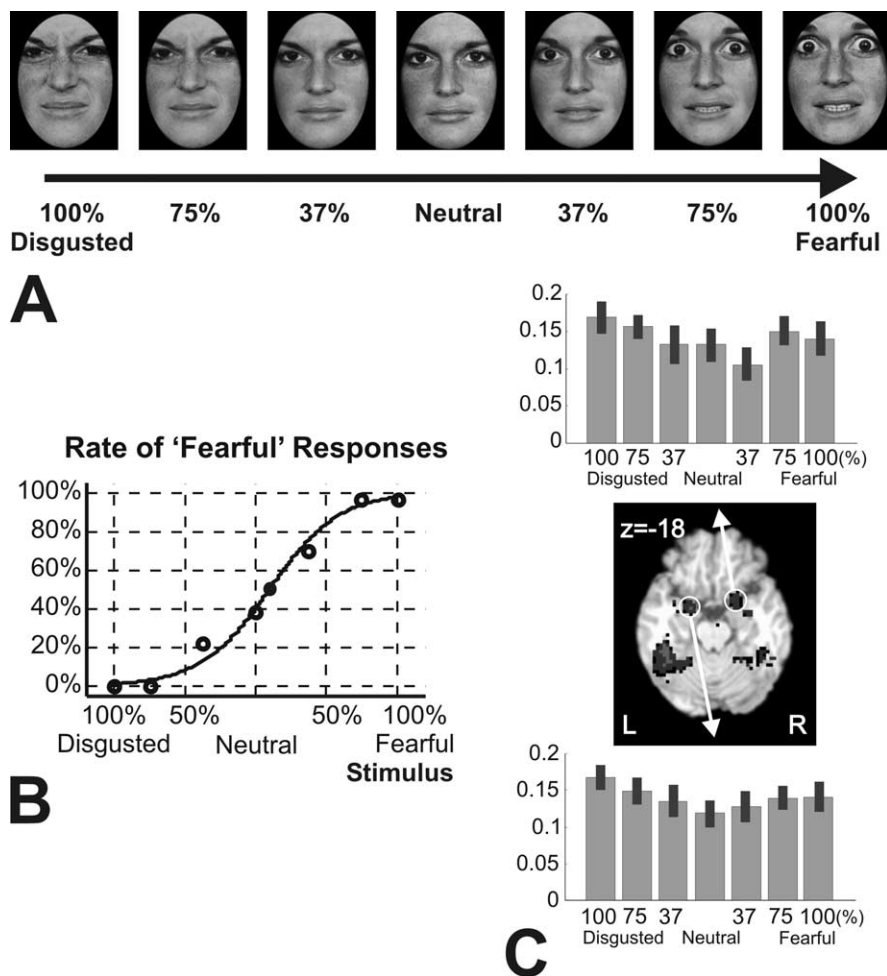 100% 75% 37% Neutral 37% 75% 100%
Disgusted Fearful
A
0.2
0.15
0.1
0.05
0
100 75 37 37 75 100(%)
Disgusted Neutral Fearful
Rate of ‘Fearful’ Responses
100%
80%
60%
40%
20%
0%
100% 50% 50% 100%
Disgusted Neutral Fearful
Stimulus
B
z=-18
L R
0.2
0.15
0.1
0.05
0
100 75 37 37 75 100(%)
Disgusted Neutral Fearful
C